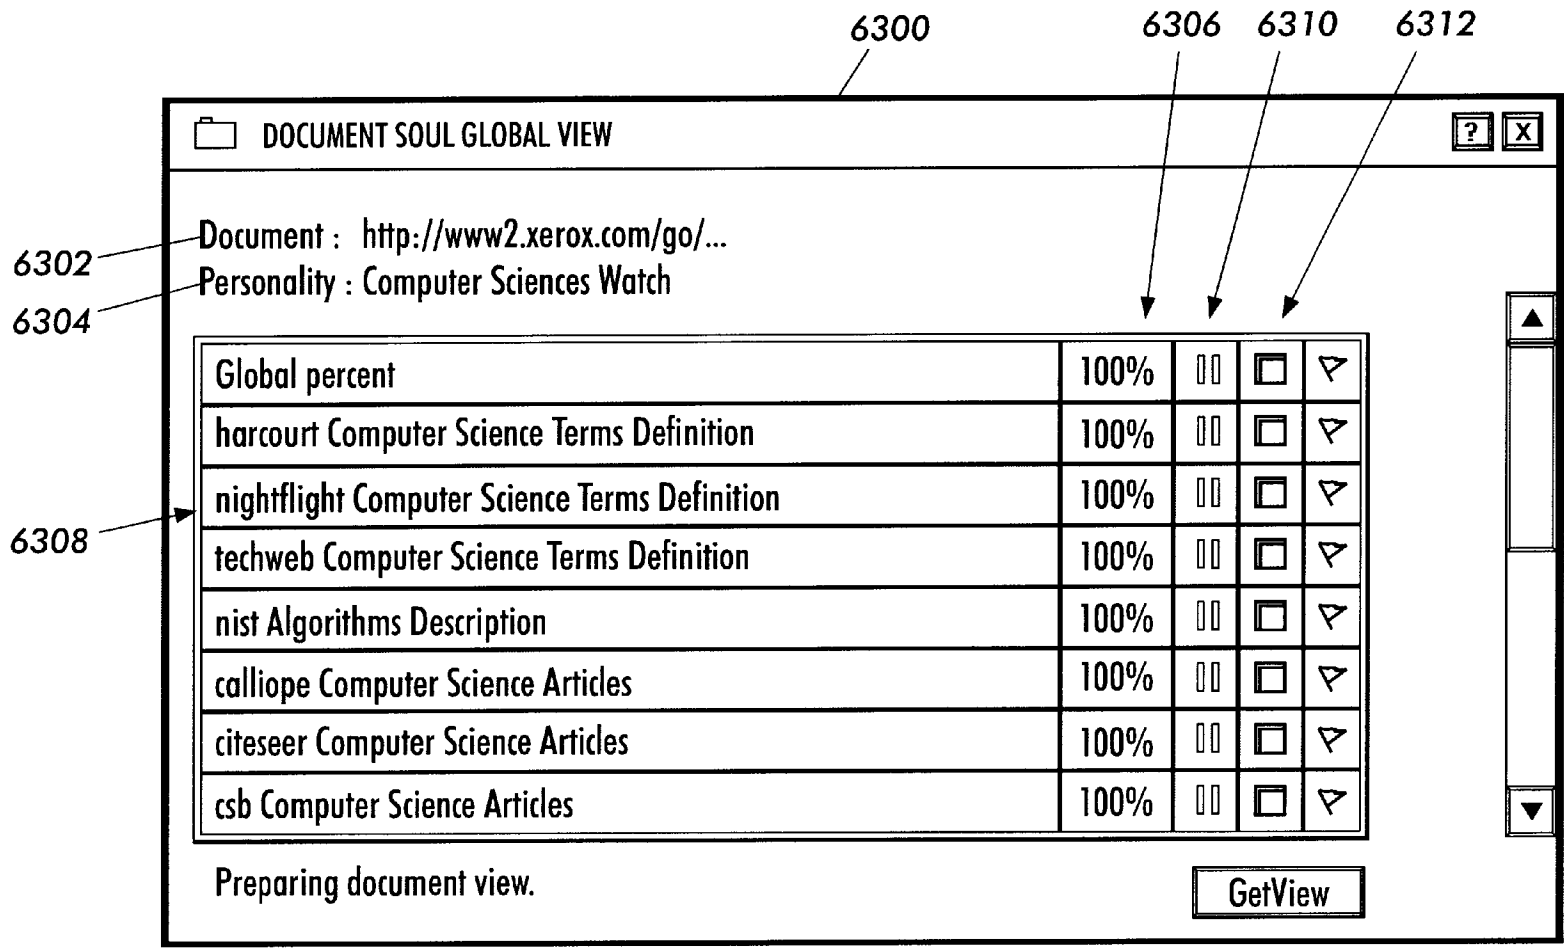 6300 6306 6310 6312
DOCUMENT SOUL GLOBAL VIEW ? X
Document : http://www2.xerox.com/go/...
6302
Personality : Computer Sciences Watch
6304
Global percent 100%
harcourt Computer Science Terms Definition 100%
nightflight Computer Science Terms Definition 100%
6308
techweb Computer Science Terms Definition 100%
nist Algorithms Description 100%
calliope Computer Science Articles 100%
citeseer Computer Science Articles 100%
csb Computer Science Articles 100%
Preparing document view.
GetView